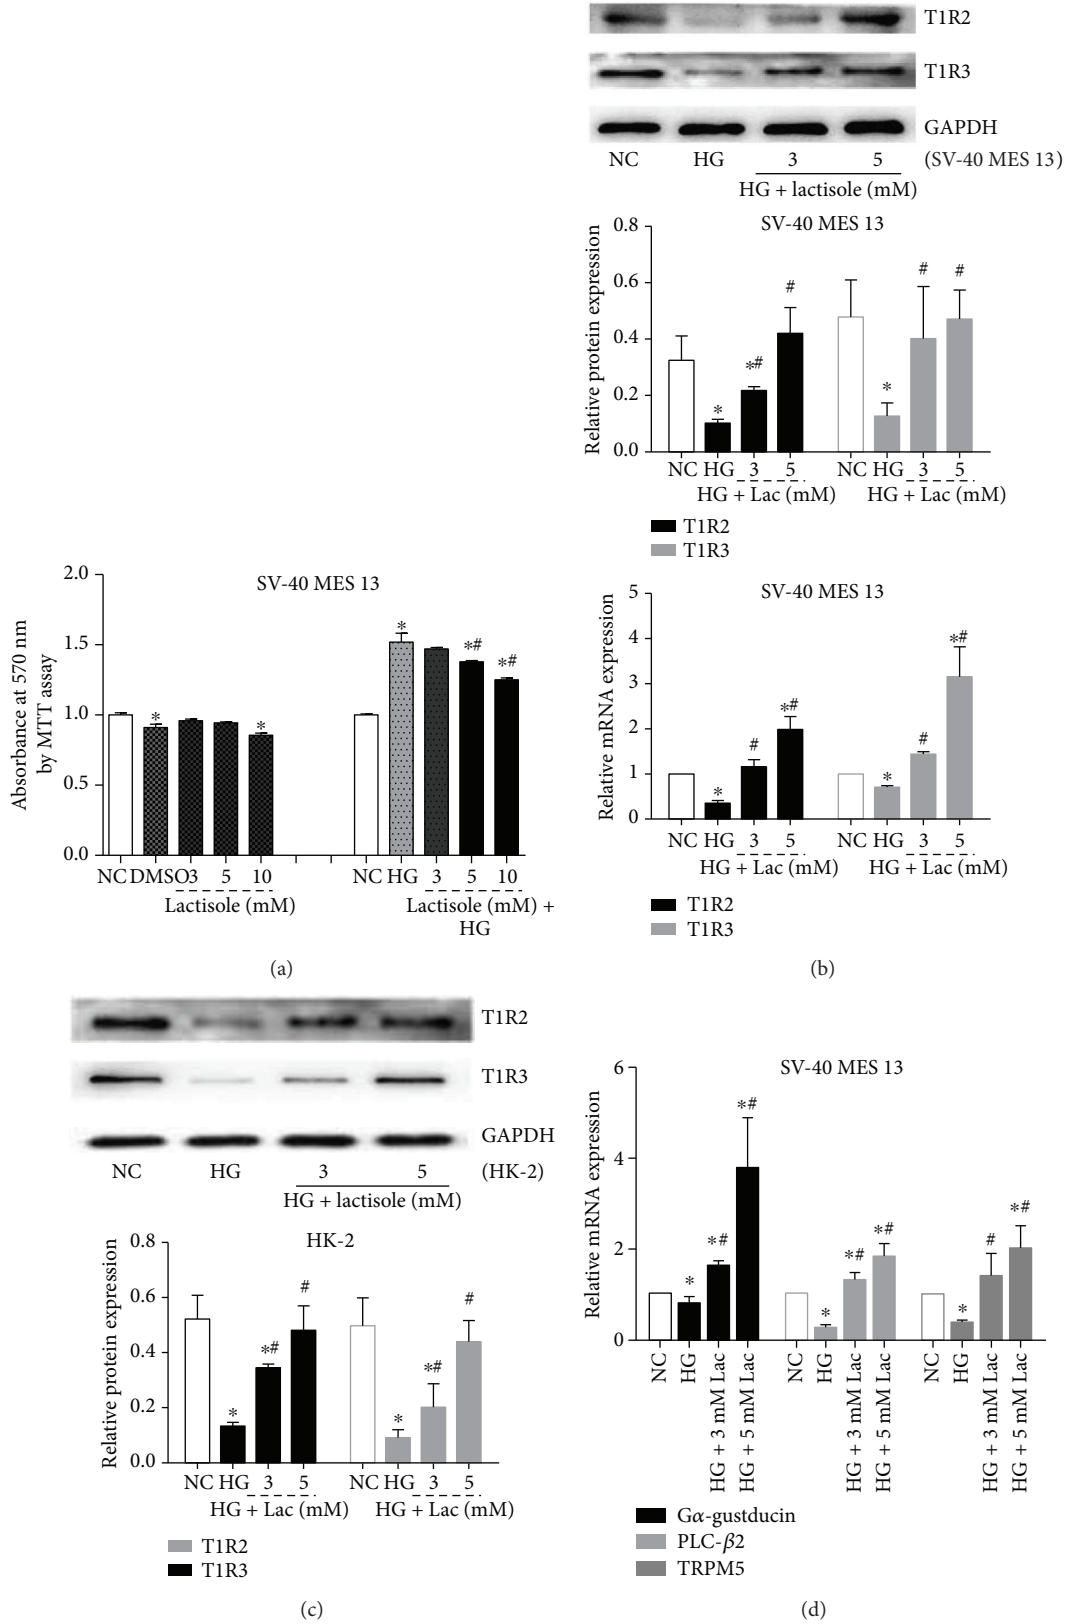 T1R2
T1R3
GAPDH
NC HG 3 5 (SV-40 MES 13)
HG + lactisole (mM)
SV-40 MES 13
Relative protein expression
0.8
0.6
0.4
0.2
0.0
* *# # * # #
NC HG 3 5 NC HG 3 5
HG + Lac (mM) HG + Lac (mM)
T1R2
T1R3
SV-40 MES 13
Absorbance at 570 nm
by MTT assay
2.0
1.5
1.0
0.5
0.0
* * * *# *#
NC DMSO 3 5 10 NC HG 3 5 10
Lactisole (mM) Lactisole (mM) +
HG
(a)
SV-40 MES 13
Relative mRNA expression
5
4
3
2
1
0
* # *# * # *#
NC HG 3 5 NC HG 3 5
HG + Lac (mM) HG + Lac (mM)
T1R2
T1R3
(b)
T1R2
T1R3
GAPDH
NC HG 3 5 (HK-2)
HG + lactisole (mM)
HK-2
Relative protein expression
0.8
0.6
0.4
0.2
0.0
* *# # * *# #
NC HG 3 5 NC HG 3 5
HG + Lac (mM) HG + Lac (mM)
T1R2
T1R3
(c)
SV-40 MES 13
Relative mRNA expression
6
4
2
0
* *# *# * *# *# * # *#
NC
HG
HG + 3 mM Lac
HG + 5 mM Lac
NC
HG
HG + 3 mM Lac
HG + 5 mM Lac
NC
HG
HG + 3 mM Lac
HG + 5 mM Lac
Gα-gustducin
PLC-β2
TRPM5
(d)